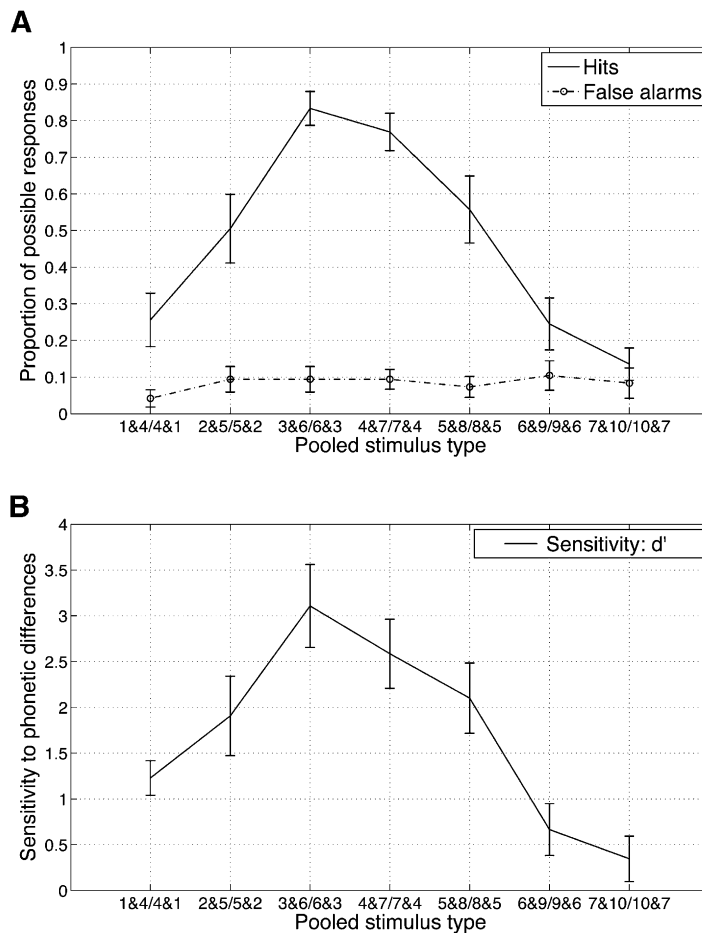 A
1
0.9
0.8
0.7
0.6
0.5
0.4
0.3
0.2
0.1
0
Proportion of possible responses
Hits
False alarms
1&4/4&1 2&5/5&2 3&6/6&3 4&7/7&4 5&8/8&5 6&9/9&6 7&10/10&7
Pooled stimulus type
B
4
3.5
3
2.5
2
1.5
1
0.5
0
Sensitivity to phonetic differences
Sensitivity: d'
1&4/4&1 2&5/5&2 3&6/6&3 4&7/7&4 5&8/8&5 6&9/9&6 7&10/10&7
Pooled stimulus type